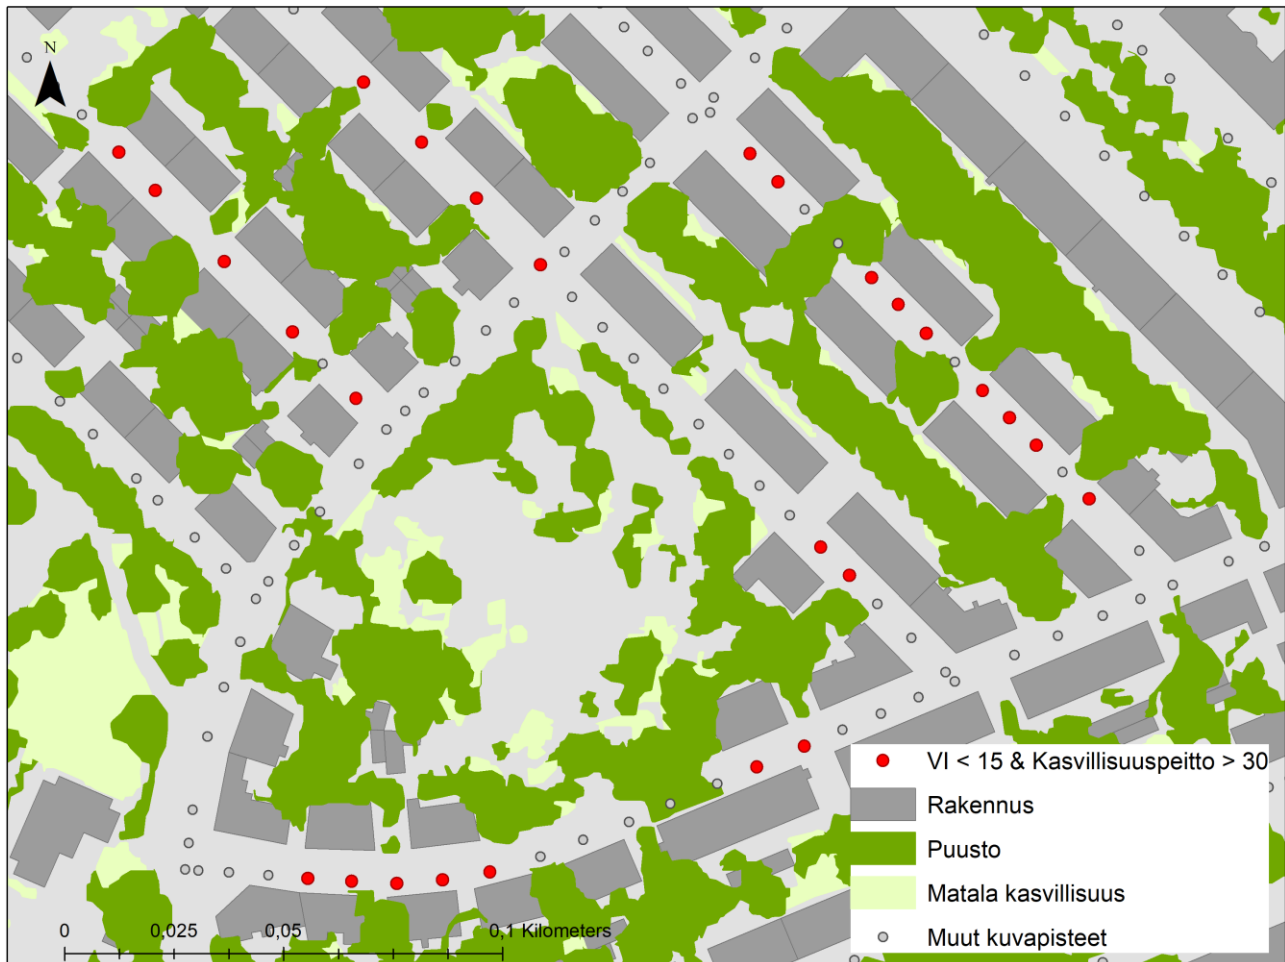 N
VI < 15 & Kasvillisuuspeitto > 30
Rakennus
Puusto
Matala kasvillisuus
Muut kuvapisteet
0 0,025 0,05 0,1 Kilometers